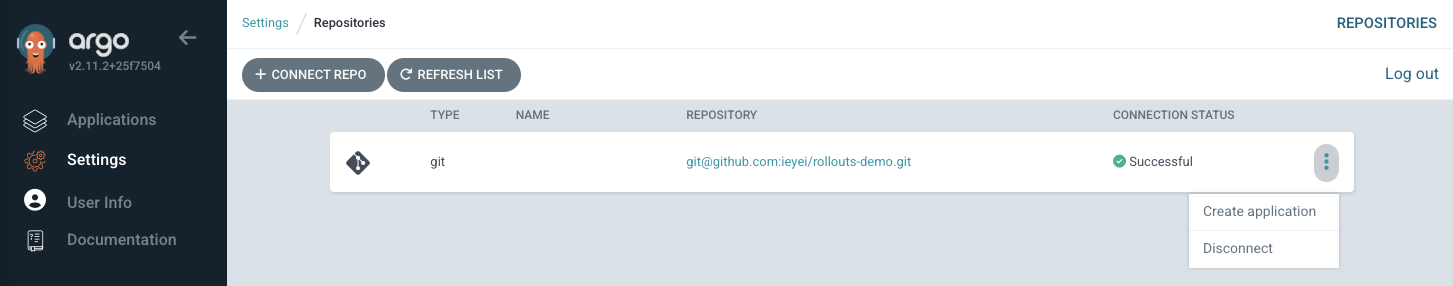 argo
v2.11.2+25f7504
Applications
Settings
User Info
Documentation
Settings / Repositories
REPOSITORIES
+ CONNECT REPO
REFRESH LIST
Log out
TYPE NAME REPOSITORY CONNECTION STATUS
git git@github.com:ieyei/rollouts-demo.git Successful
Create application
Disconnect